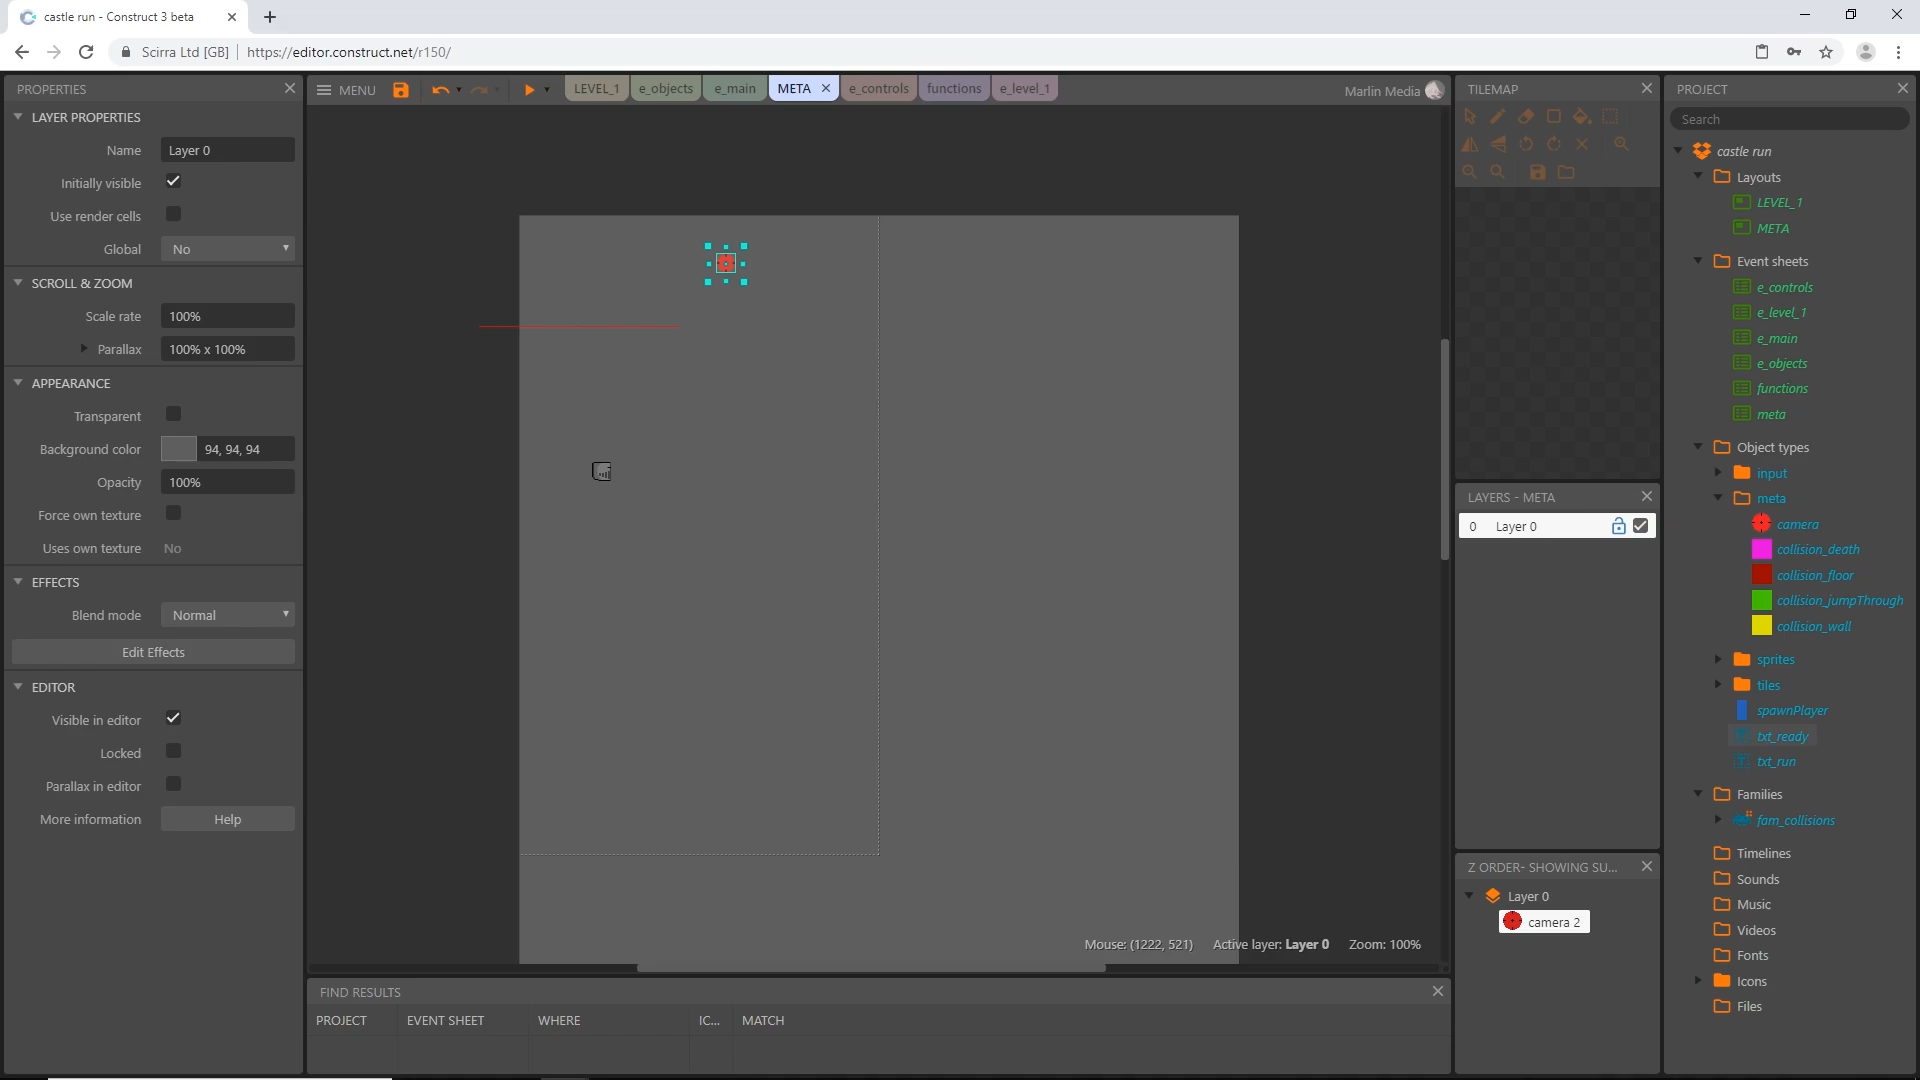 castle run - Construct 3 beta
Scirra Ltd [GB] https://editor.construct.net/r150/
PROPERTIES
LAYER PROPERTIES
Name Layer 0
Initially visible
Use render cells
Global No
SCROLL & ZOOM
Scale rate 100%
Parallax 100% x 100%
APPEARANCE
Transparent
Background color 94, 94, 94
Opacity 100%
Force own texture
Uses own texture No
EFFECTS
Blend mode Normal
Edit Effects
EDITOR
Visible in editor
Locked
Parallax in editor
More information Help
MENU LEVEL_1 e_objects e_main META e_controls functions e_level_1 Marlin Media
Mouse: (1222, 521) Active layer: Layer 0 Zoom: 100%
FIND RESULTS
PROJECT EVENT SHEET WHERE IC... MATCH
TILEMAP
LAYERS - META
0 Layer 0
Z ORDER- SHOWING SU...
Layer 0
camera 2
PROJECT
Search
castle run
Layouts
LEVEL_1
META
Event sheets
e_controls
e_level_1
e_main
e_objects
functions
meta
Object types
input
meta
camera
collision_death
collision_floor
collision_jumpThrough
collision_wall
sprites
tiles
spawnPlayer
txt_ready
txt_run
Families
fam_collisions
Timelines
Sounds
Music
Videos
Fonts
Icons
Files